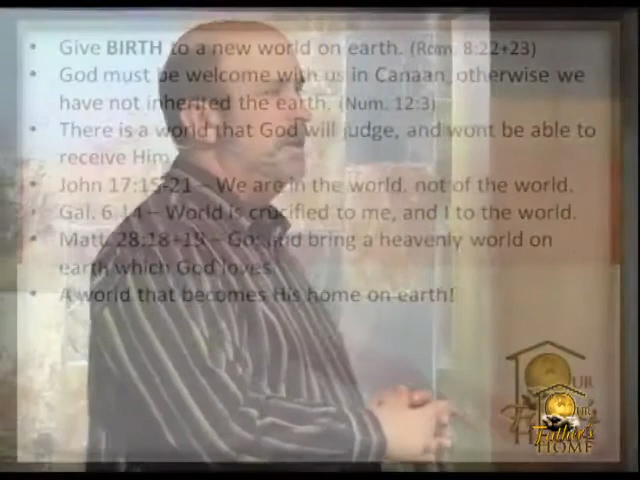 • Give BIRTH to a new world on earth. (Rom. 8:22+23)
• God must be welcome with us in Canaan, otherwise we
have not inherited the earth. (Num. 12:3)
• There is a world that God will judge, and wont be able to
receive Him
• John 17:15-21 – We are in the world, not of the world.
• Gal. 6.14 – World is crucified to me, and I to the world.
• Matt. 28:18+19 – Go and bring a heavenly world on
earth which God loves.
• A world that becomes His home on earth!
OUR
OUR
Father's
HOME